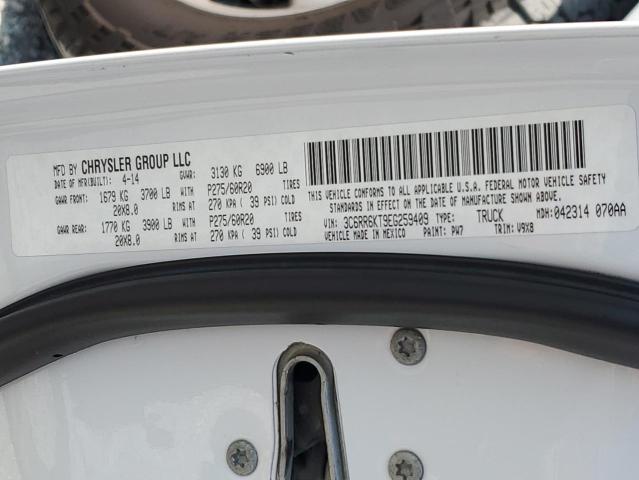 MFD BY CHRYSLER GROUP LLC
DATE OF MFR(BUILT): 4-14 GVWR: 3130 KG 6900 LB
GAWR FRONT: 1679 KG 3700 LB WITH P275/60R20 TIRES
20X8.0 RIMS AT 270 KPA ( 39 PSI) COLD
GAWR REAR: 1770 KG 3900 LB WITH P275/60R20 TIRES
20X8.0 RIMS AT 270 KPA ( 39 PSI) COLD
THIS VEHICLE CONFORMS TO ALL APPLICABLE U.S.A. FEDERAL MOTOR VEHICLE SAFETY
STANDARDS IN EFFECT ON THE DATE OF MANUFACTURE SHOWN ABOVE.
VIN: 3C6RR6KT9EG259409 TYPE: TRUCK MDH: 042314 070AA
VEHICLE MADE IN MEXICO PAINT: PW7 TRIM: V9X8